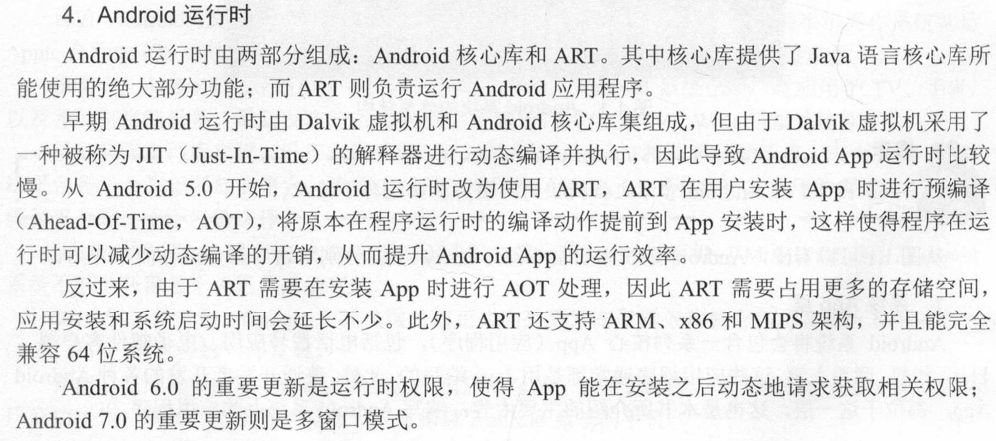 4．Android 运行时
Android 运行时由两部分组成：Android 核心库和 ART。其中核心库提供了 Java 语言核心库所
能使用的绝大部分功能；而 ART 则负责运行 Android 应用程序。
早期 Android 运行时由 Dalvik 虚拟机和 Android 核心库集组成，但由于 Dalvik 虚拟机采用了
一种被称为 JIT（Just-In-Time）的解释器进行动态编译并执行，因此导致 Android App 运行时比较
慢。从 Android 5.0 开始，Android 运行时改为使用 ART，ART 在用户安装 App 时进行预编译
（Ahead-Of-Time，AOT），将原本在程序运行时的编译动作提前到 App 安装时，这样使得程序在运
行时可以减少动态编译的开销，从而提升 Android App 的运行效率。
反过来，由于 ART 需要在安装 App 时进行 AOT 处理，因此 ART 需要占用更多的存储空间，
应用安装和系统启动时间会延长不少。此外，ART 还支持 ARM、x86 和 MIPS 架构，并且能完全
兼容 64 位系统。
Android 6.0 的重要更新是运行时权限，使得 App 能在安装之后动态地请求获取相关权限；
Android 7.0 的重要更新则是多窗口模式。